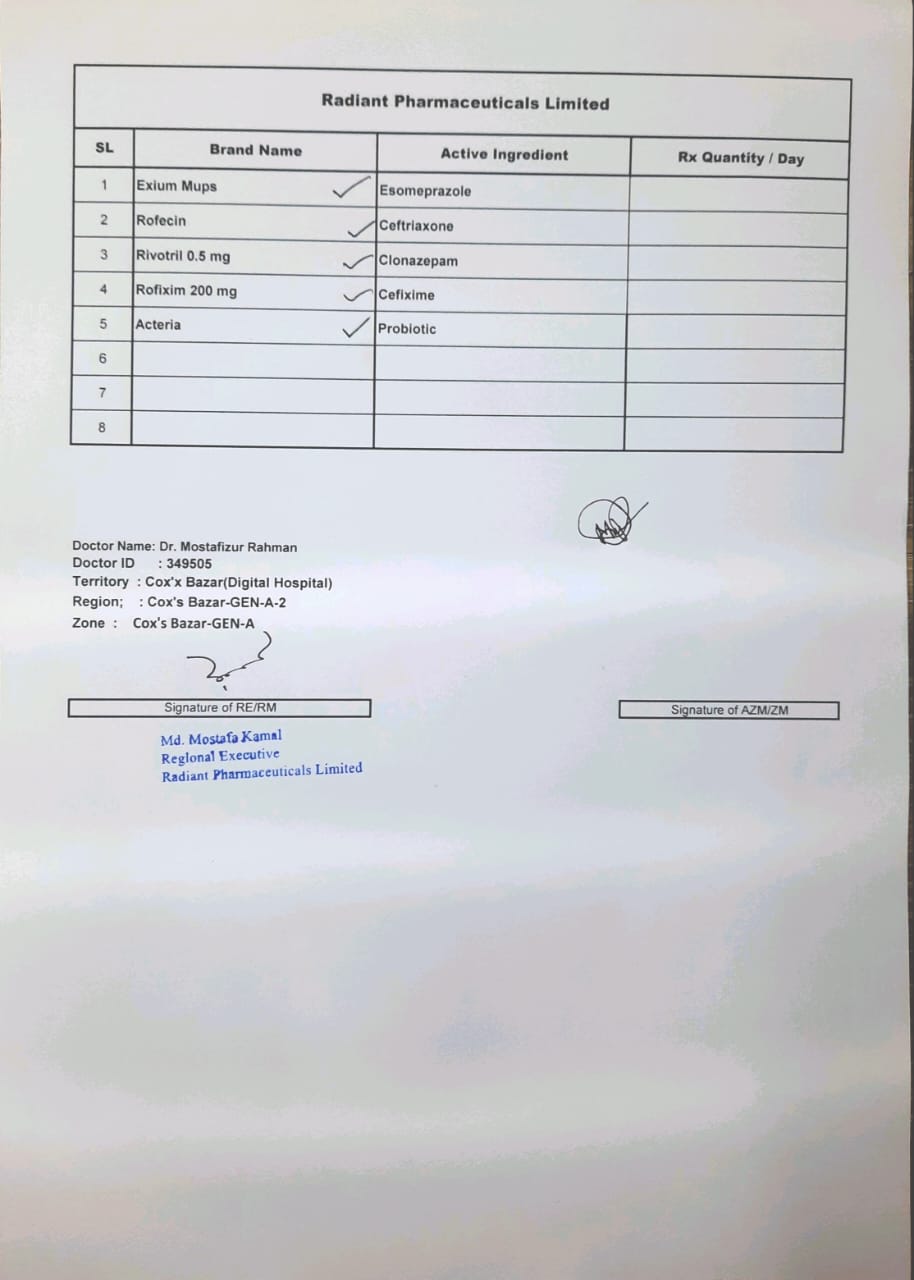 Radiant Pharmaceuticals Limited
SL Brand Name Active Ingredient Rx Quantity / Day
1 Exium Mups Esomeprazole
2 Rofecin Ceftriaxone
3 Rivotril 0.5 mg Clonazepam
4 Rofixim 200 mg Cefixime
5 Acteria Probiotic
6
7
8
Doctor Name: Dr. Mostafizur Rahman
Doctor ID : 349505
Territory : Cox'x Bazar(Digital Hospital)
Region; : Cox's Bazar-GEN-A-2
Zone : Cox's Bazar-GEN-A
Signature of RE/RM Signature of AZM/ZM
Md. Mostafa Kamal
Regional Executive
Radiant Pharmaceuticals Limited